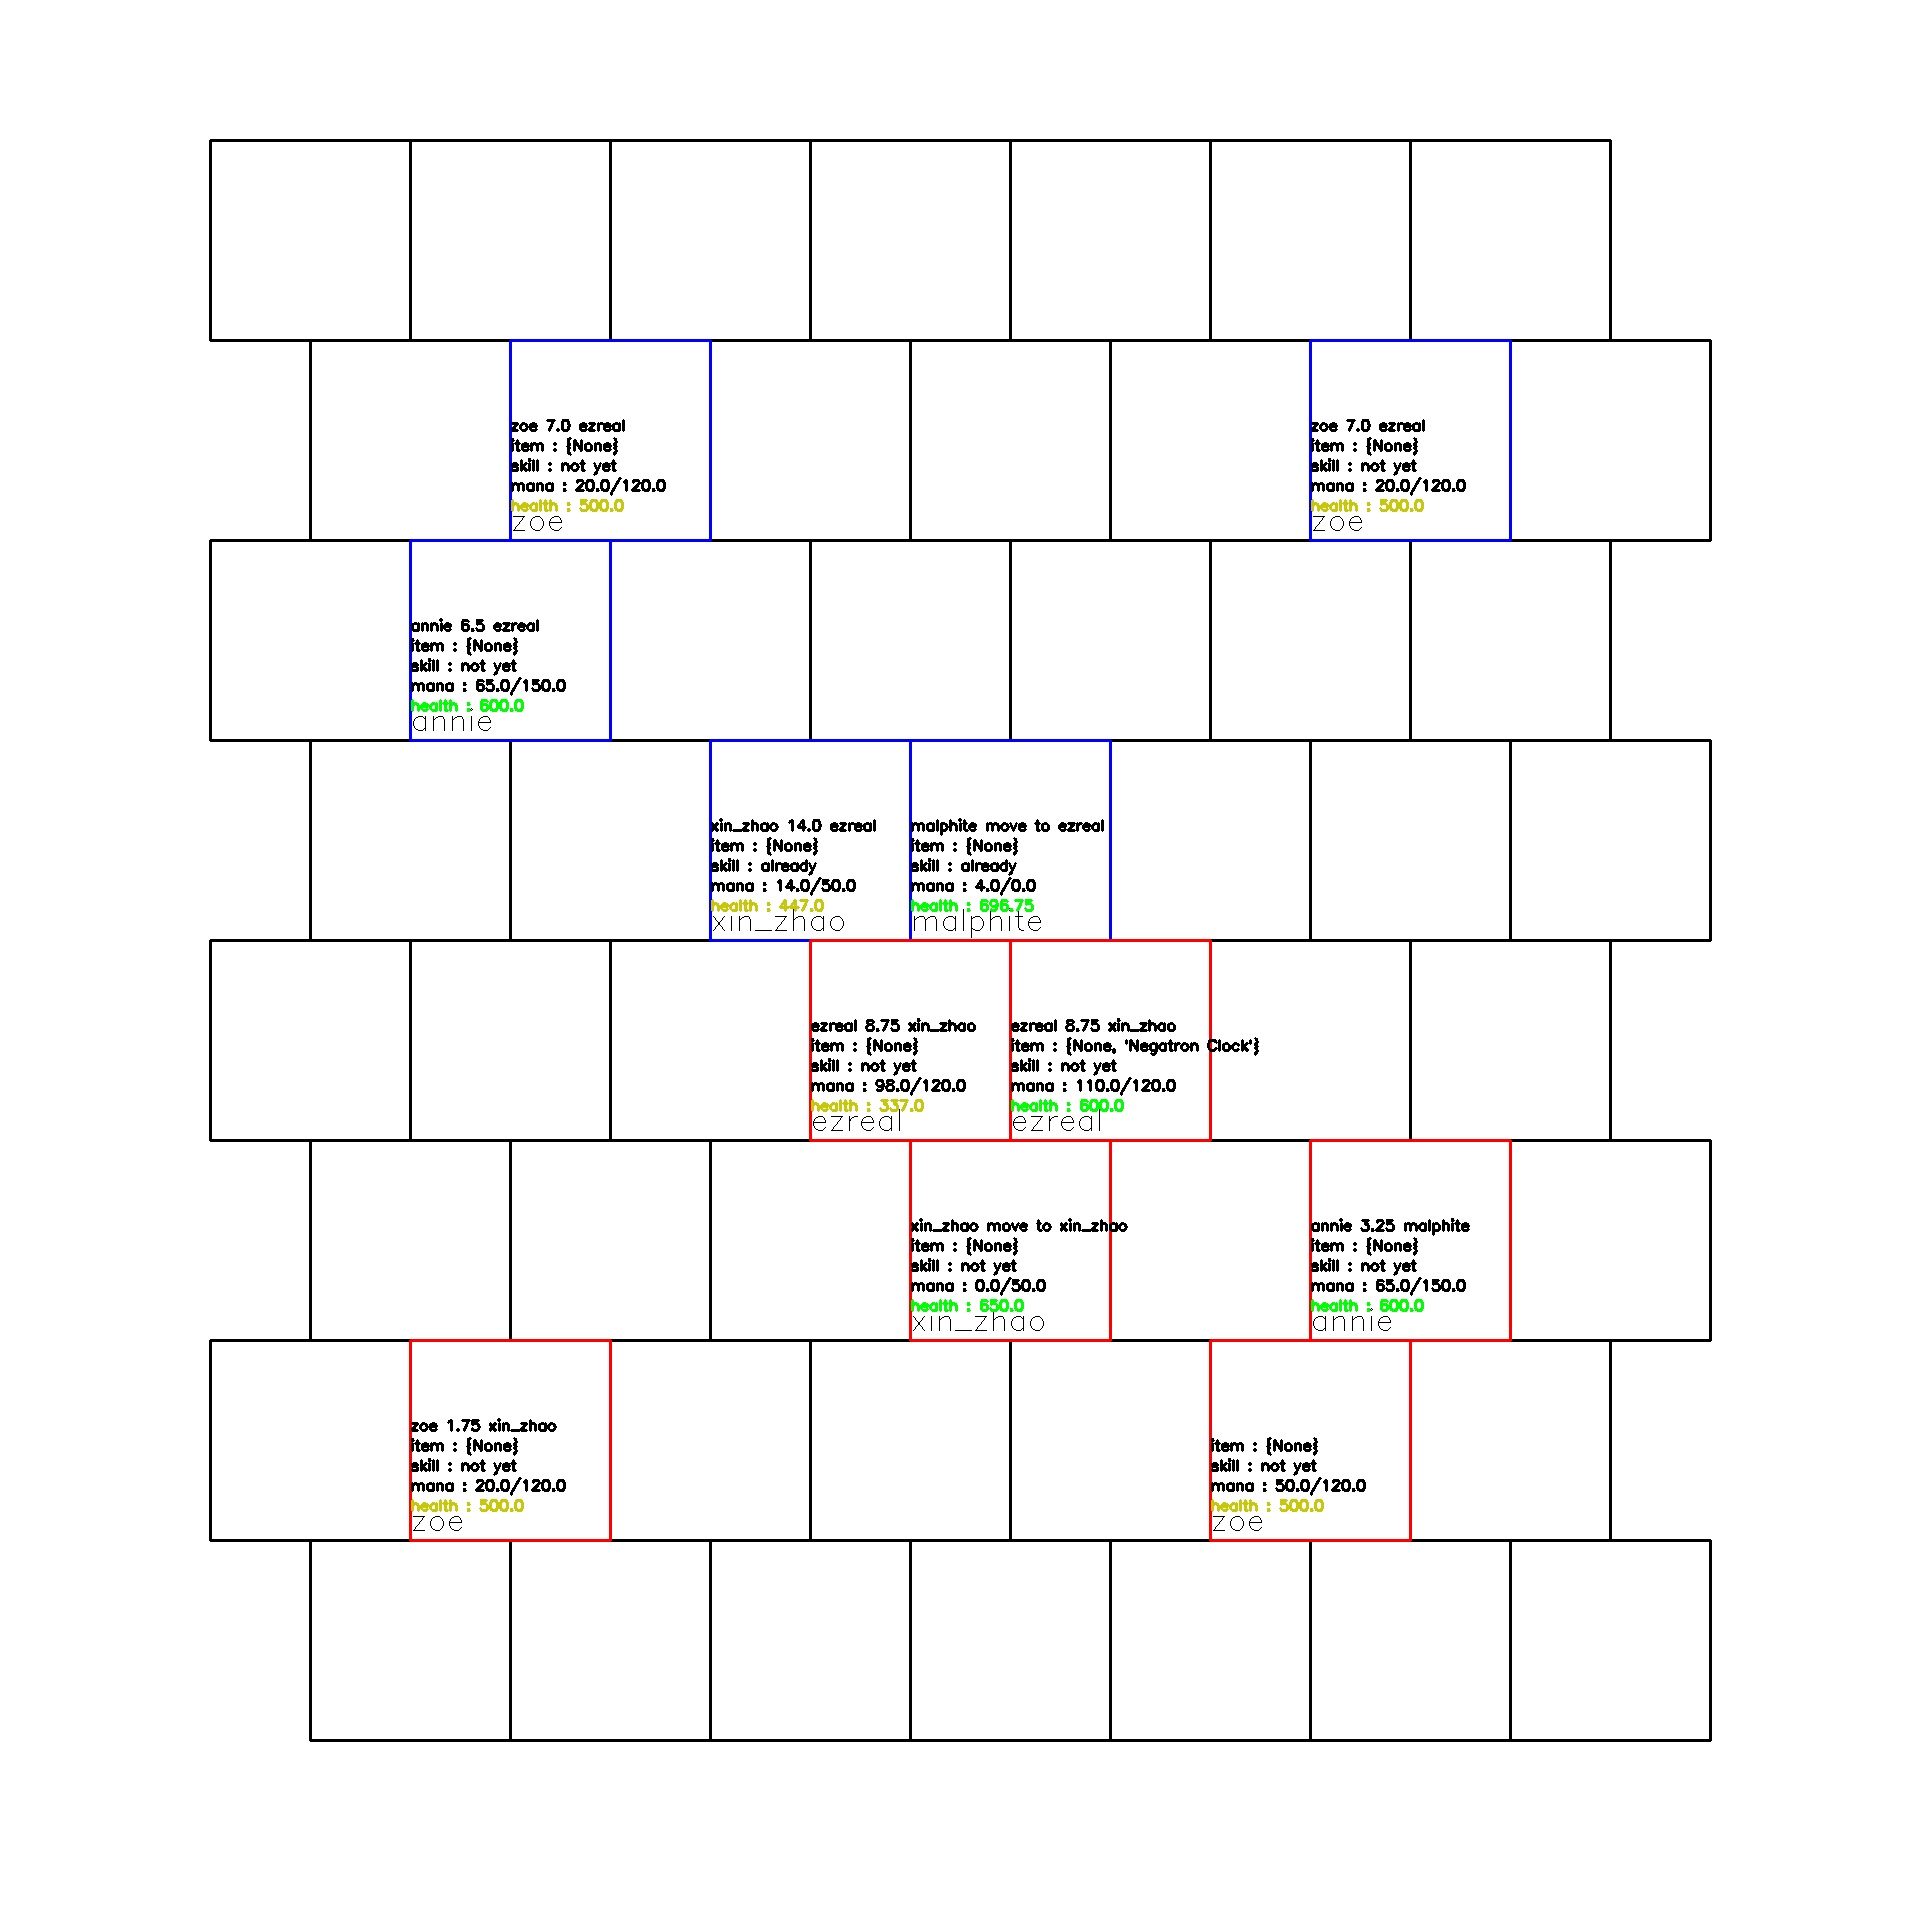 zoe 7.0 ezreal
item : {None}
skill : not yet
mana : 20.0/120.0
health : 500.0
zoe
zoe 7.0 ezreal
item : {None}
skill : not yet
mana : 20.0/120.0
health : 500.0
zoe
annie 6.5 ezreal
item : {None}
skill : not yet
mana : 65.0/150.0
health : 600.0
annie
xin_zhao 14.0 ezreal
item : {None}
skill : already
mana : 14.0/50.0
health : 447.0
xin_zhao
malphite move to ezreal
item : {None}
skill : already
mana : 4.0/0.0
health : 696.75
malphite
ezreal 8.75 xin_zhao
item : {None}
skill : not yet
mana : 98.0/120.0
health : 337.0
ezreal
ezreal 8.75 xin_zhao
item : {None, 'Negatron Clock'}
skill : not yet
mana : 110.0/120.0
health : 600.0
ezreal
xin_zhao move to xin_zhao
item : {None}
skill : not yet
mana : 0.0/50.0
health : 650.0
xin_zhao
annie 3.25 malphite
item : {None}
skill : not yet
mana : 65.0/150.0
health : 600.0
annie
zoe 1.75 xin_zhao
item : {None}
skill : not yet
mana : 20.0/120.0
health : 500.0
zoe
item : {None}
skill : not yet
mana : 50.0/120.0
health : 500.0
zoe